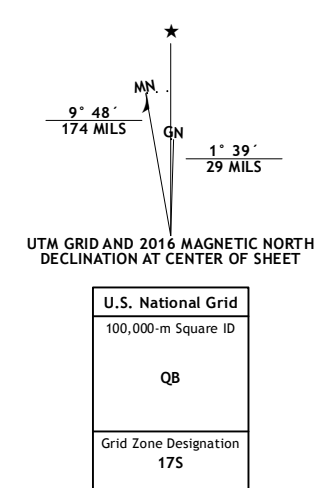 ★
MN
9° 48´
174 MILS
GN
1° 39´
29 MILS
UTM GRID AND 2016 MAGNETIC NORTH
DECLINATION AT CENTER OF SHEET
U.S. National Grid
100,000-m Square ID
QB
Grid Zone Designation
17S